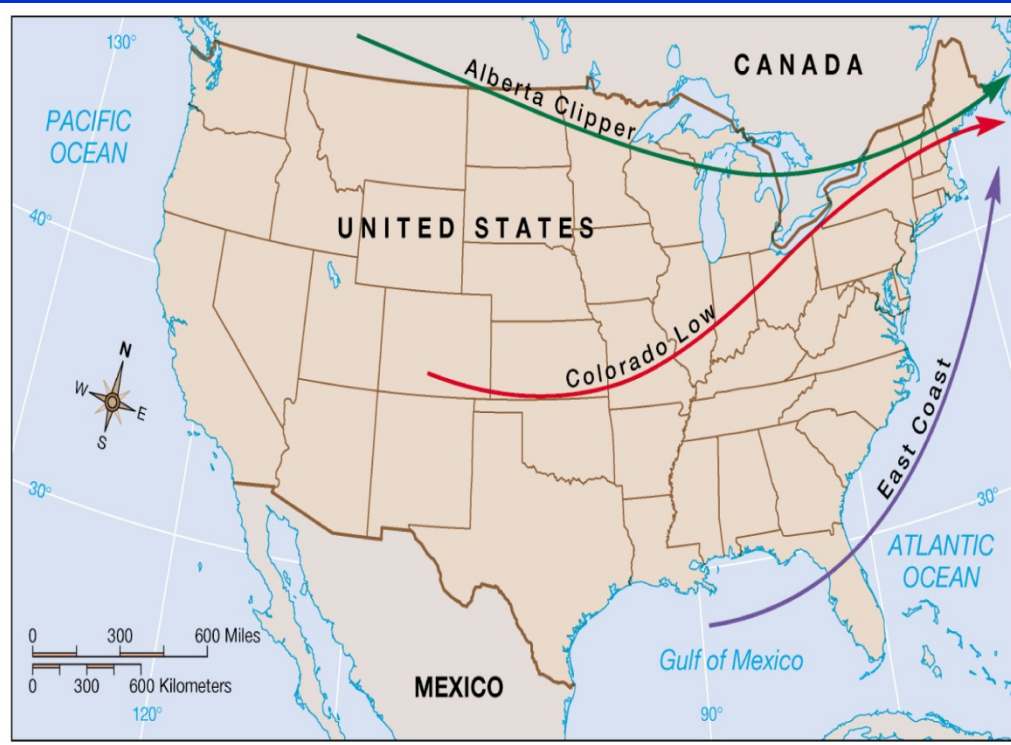 130°
CANADA
Alberta Clipper
PACIFIC
OCEAN
40°
UNITED STATES
Colorado Low
N
W
E
S
East Coast
30°
30°
ATLANTIC
OCEAN
0 300 600 Miles
0 300 600 Kilometers
Gulf of Mexico
MEXICO
120°
90°